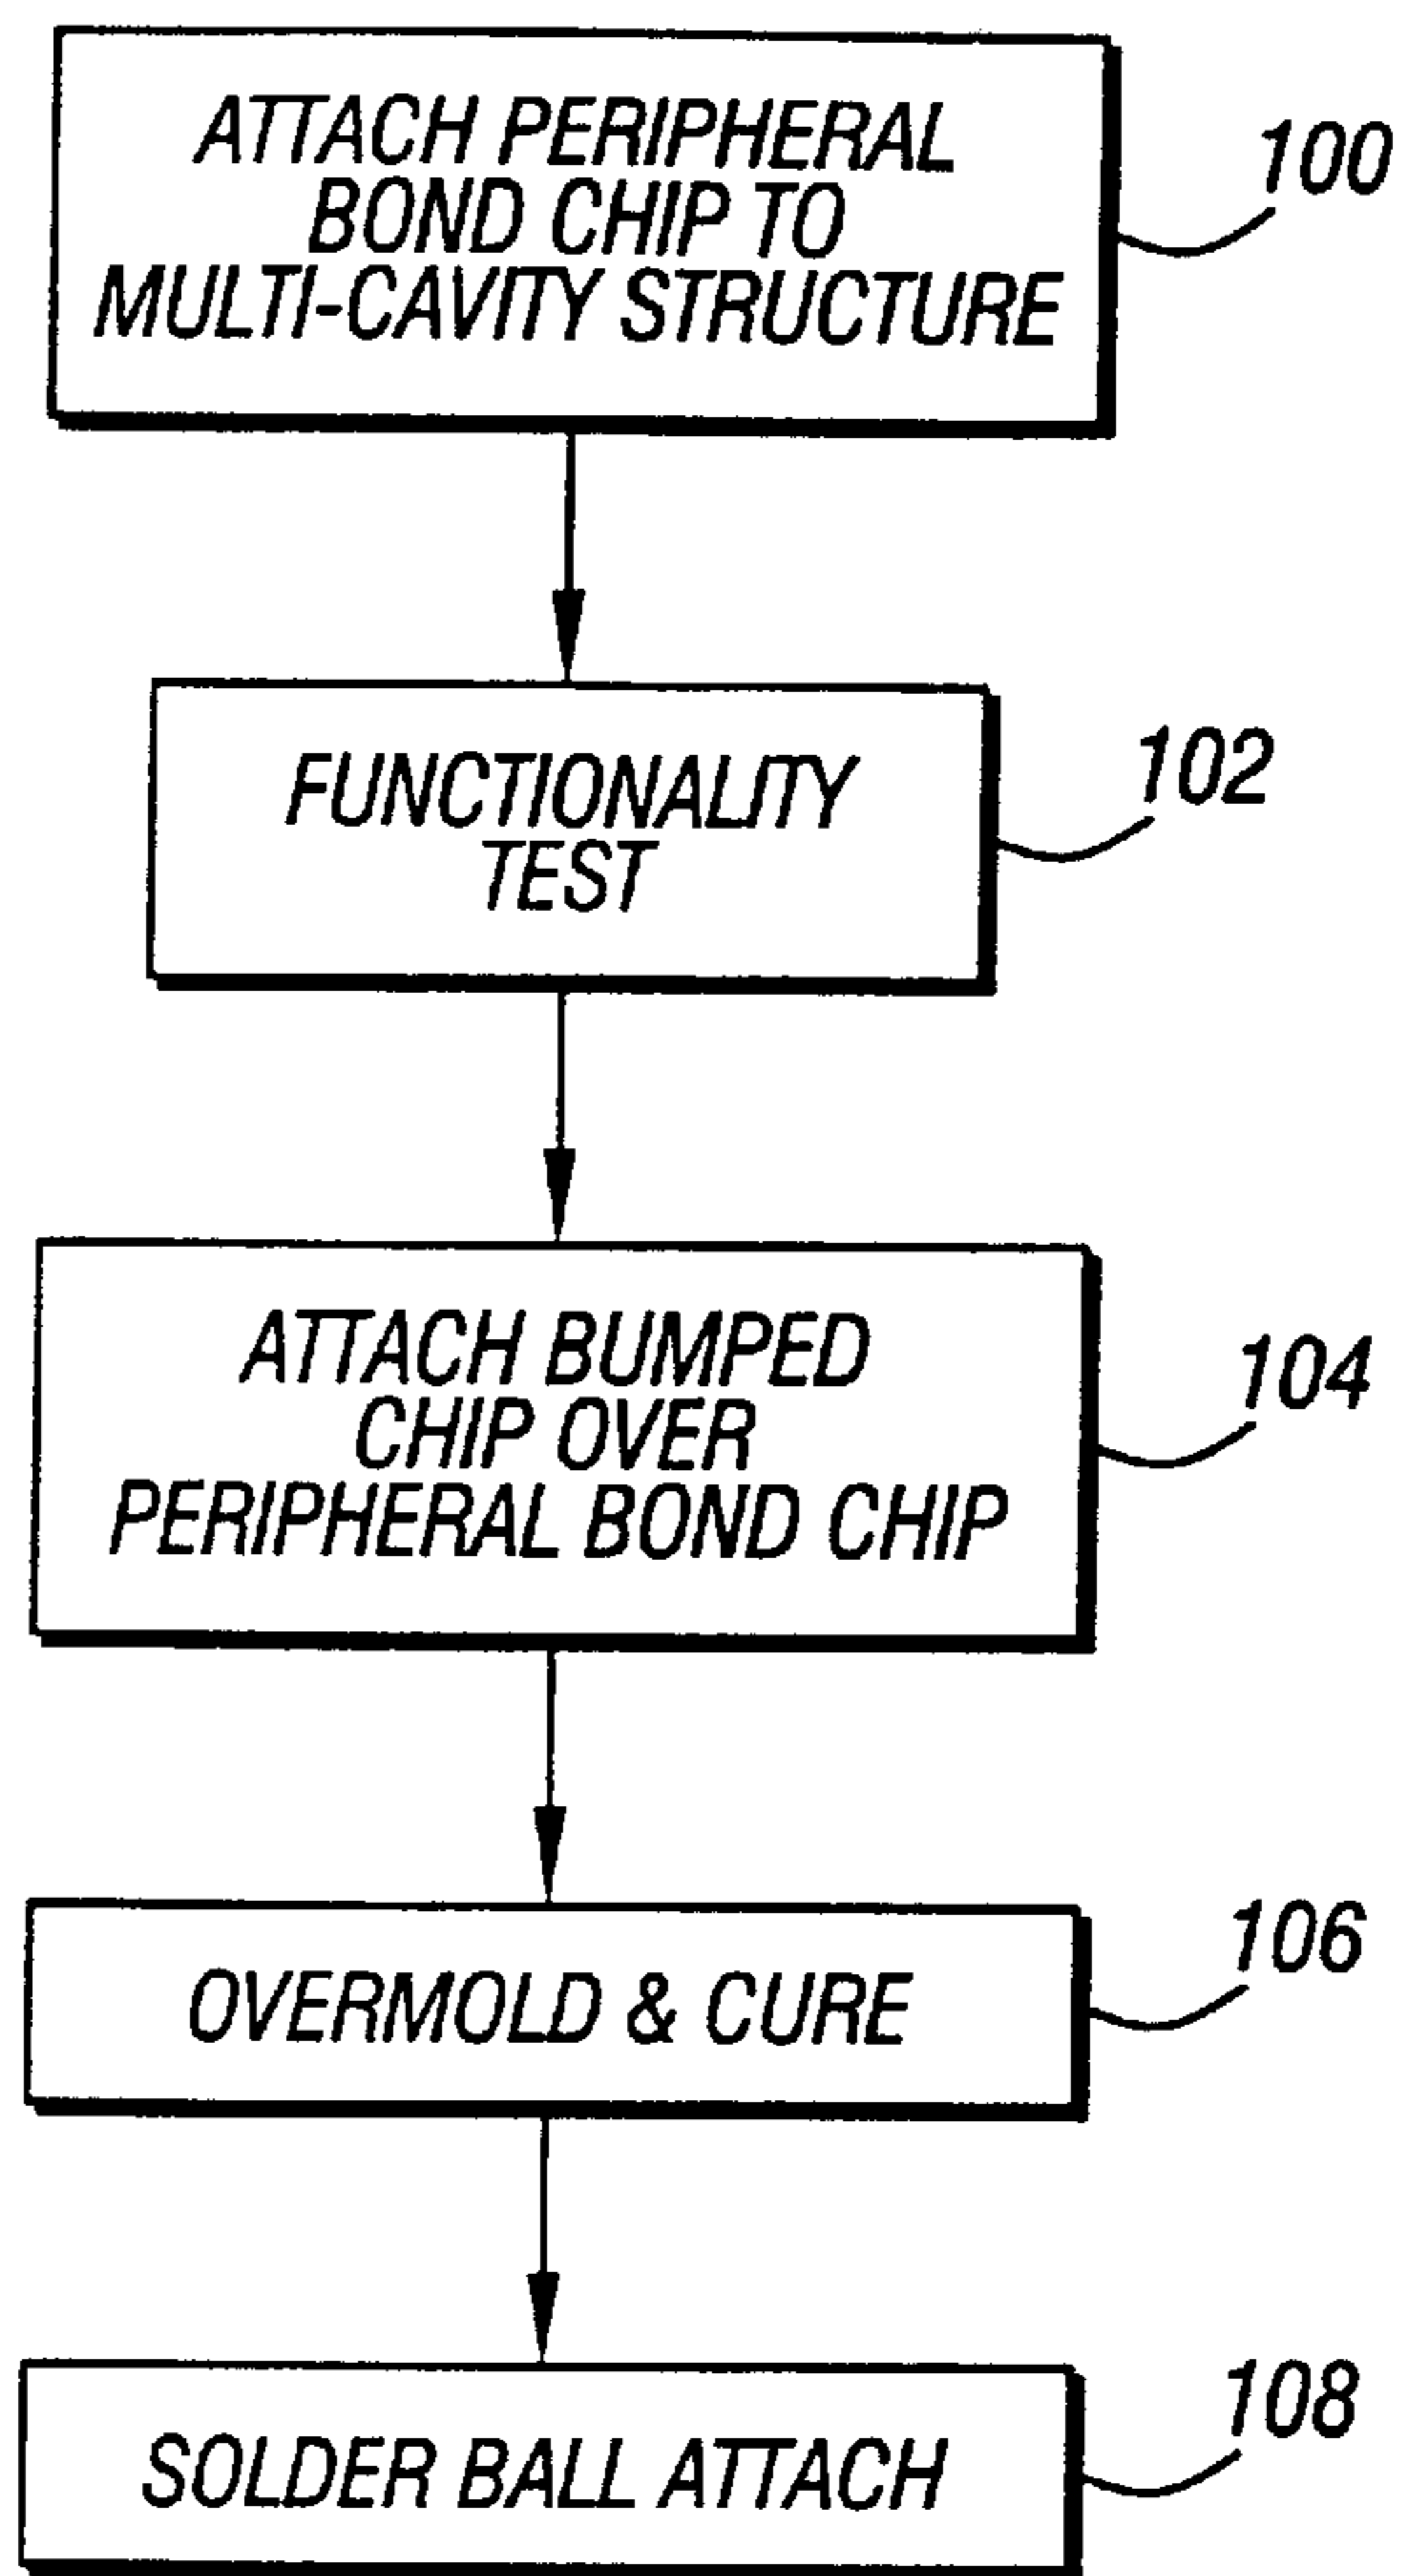 ATTACH PERIPHERAL
BOND CHIP TO
MULTI-CAVITY STRUCTURE
100
FUNCTIONALITY
TEST
102
ATTACH BUMPED
CHIP OVER
PERIPHERAL BOND CHIP
104
OVERMOLD & CURE
106
SOLDER BALL ATTACH
108